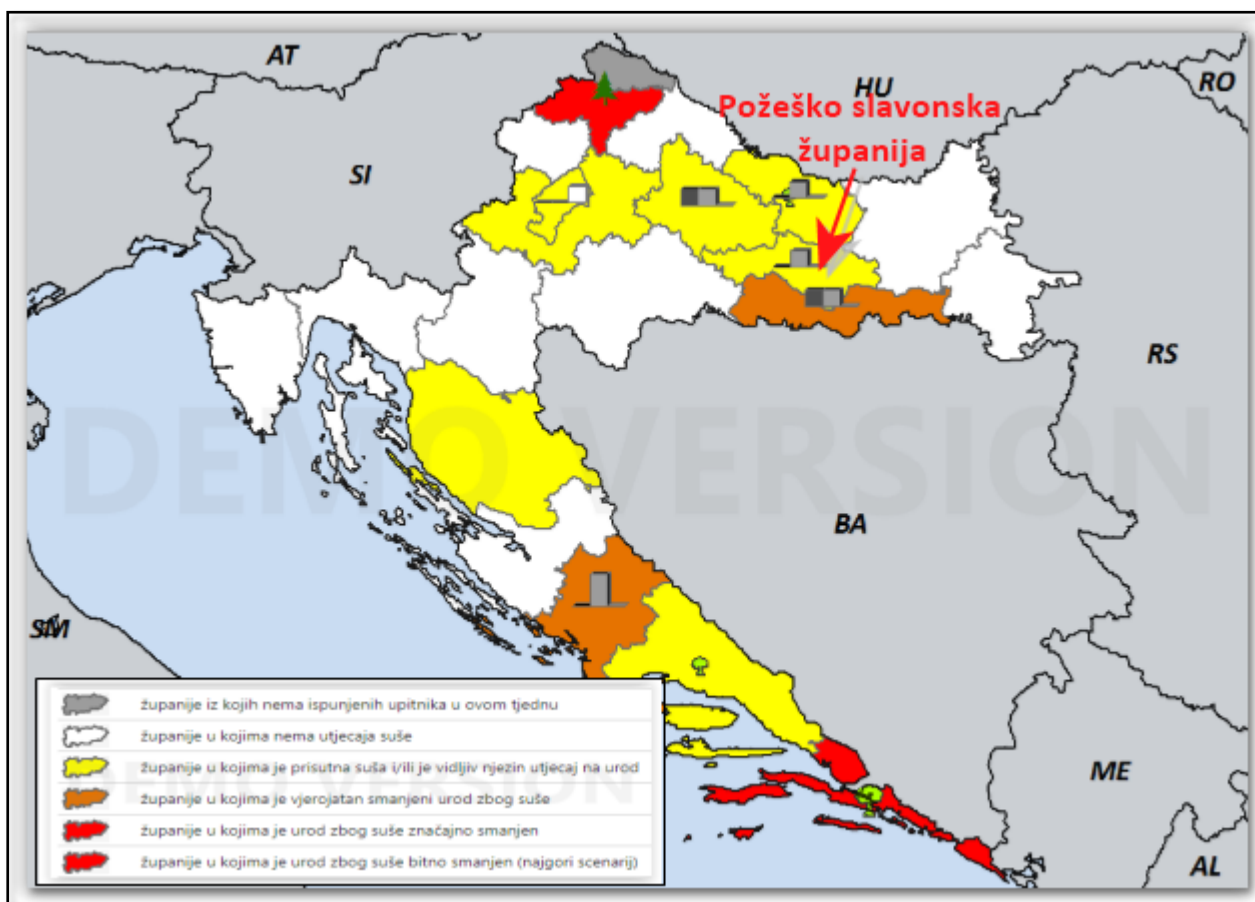 AT
HU
RO
Požeško slavonska
županija
SI
RS
DEMO VERSION
BA
SM
ME
AL
županije iz kojih nema ispunjenih upitnika u ovom tjednu
županije u kojima nema utjecaja suše
županije u kojima je prisutna suša i/ili je vidljiv njezin utjecaj na urod
županije u kojima je vjerojatan smanjeni urod zbog suše
županije u kojima je urod zbog suše značajno smanjen
županije u kojima je urod zbog suše bitno smanjen (najgori scenarij)
DEMO VERSION